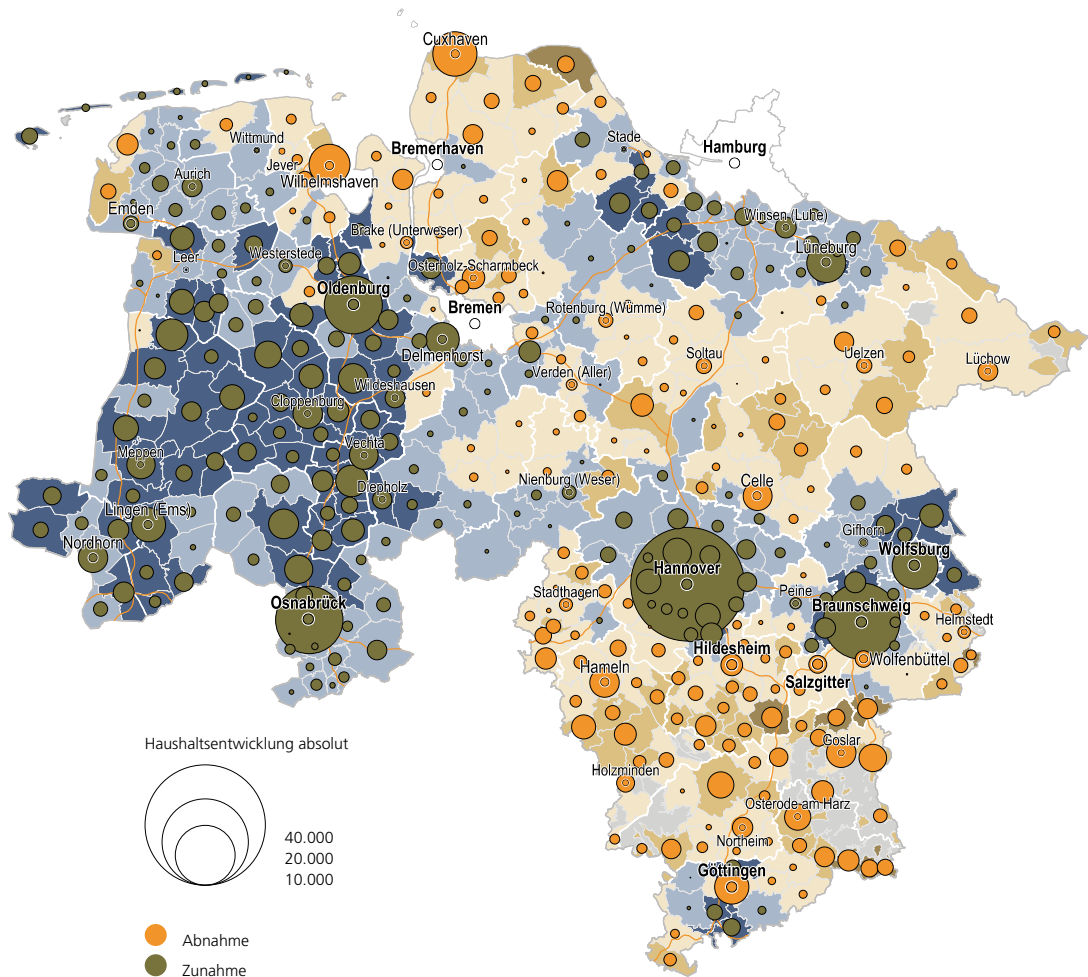 Cuxhaven
Bremerhaven
Stade
Hamburg
Wittmund
Jever
Aurich
Wilhelmshaven
Emden
Winsen (Luhe)
Brake (Unterweser)
Lüneburg
Leer
Westerstede
Osterholz-Scharmbeck
Oldenburg
Bremen
Rotenburg (Wümme)
Delmenhorst
Soltau
Uelzen
Lüchow
Verden (Aller)
Wildeshausen
Cloppenburg
Vechta
Meppen
Diepholz
Nienburg (Weser)
Celle
Lingen (Ems)
Gifhorn
Nordhorn
Wolfsburg
Hannover
Stadthagen
Peine
Osnabrück
Braunschweig
Helmstedt
Hildesheim
Wolfenbüttel
Hameln
Salzgitter
Haushaltsentwicklung absolut
Goslar
Holzminden
Osterode am Harz
40.000
20.000
Northeim
10.000
Göttingen
Abnahme
Zunahme